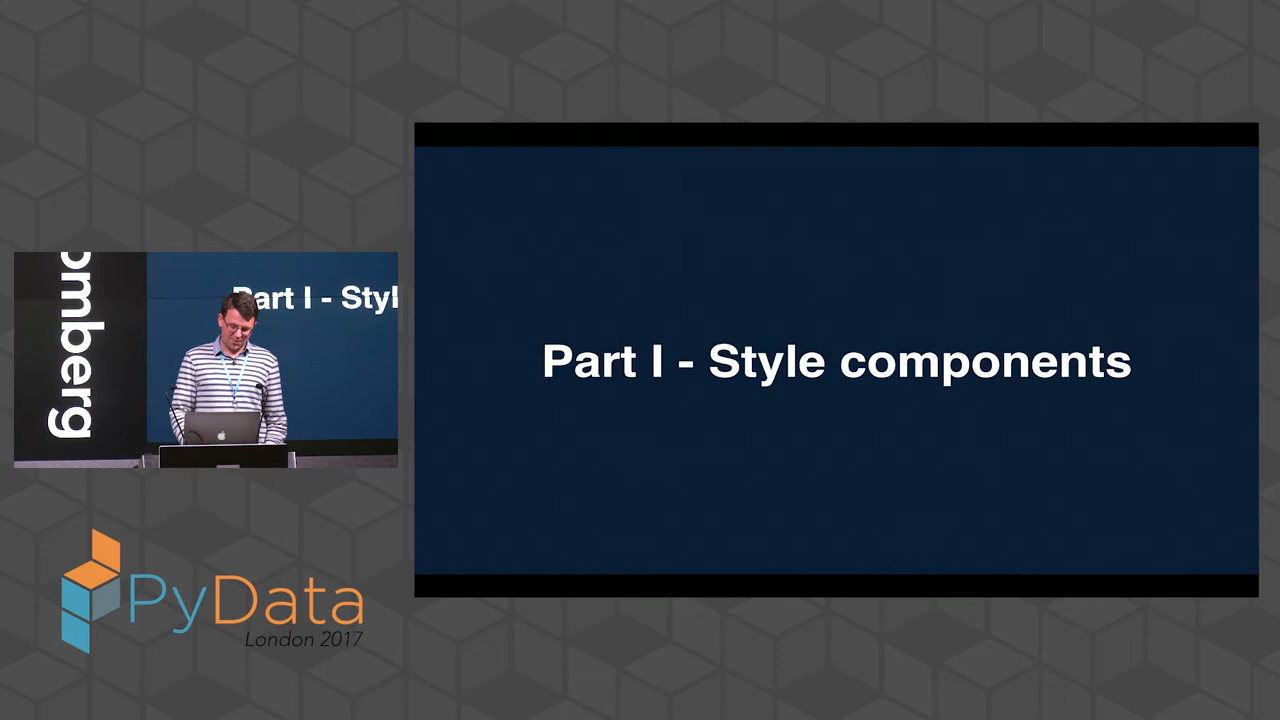 omberg
Part I - Styl
Part I - Style components
PyData
London 2017